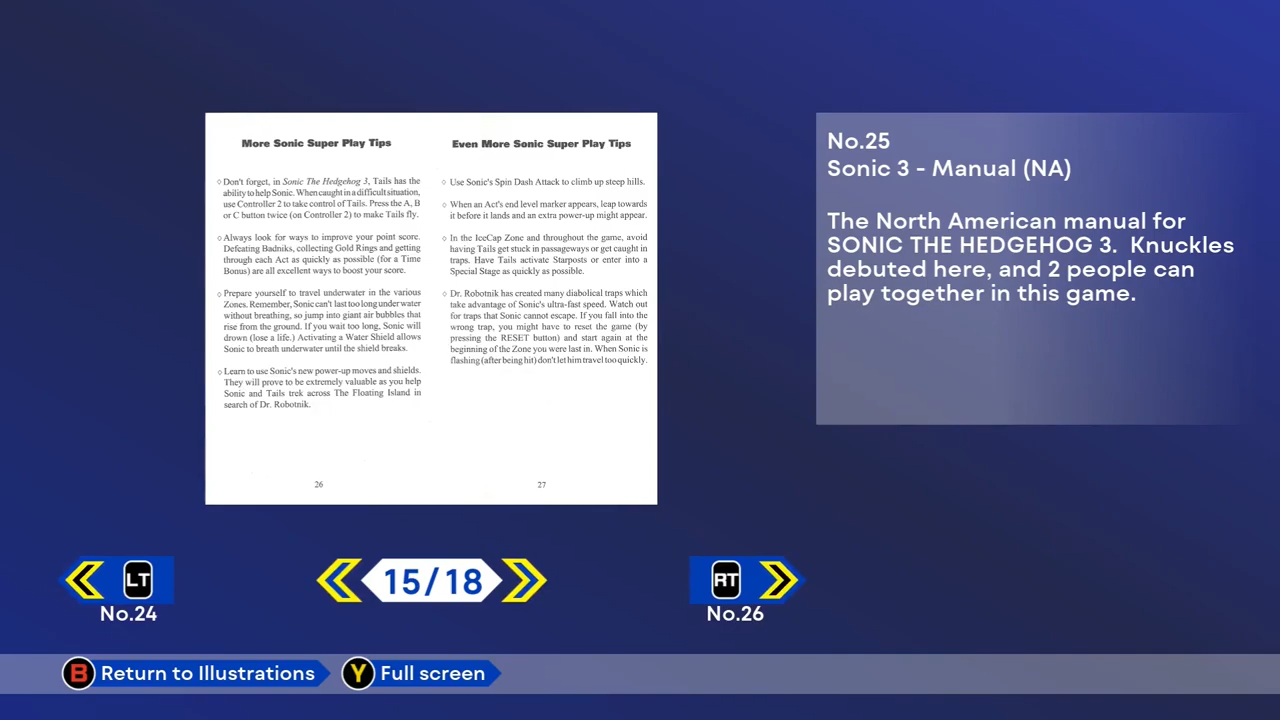 More Sonic Super Play Tips
◊ Don't forget, in Sonic The Hedgehog 3, Tails has the
ability to help Sonic. When caught in a difficult situation,
use Controller 2 to take control of Tails. Press the A, B
or C button twice (on Controller 2) to make Tails fly.
◊ Always look for ways to improve your point score.
Defeating Badniks, collecting Gold Rings and getting
through each Act as quickly as possible (for a Time
Bonus) are all excellent ways to boost your score.
◊ Prepare yourself to travel underwater in the various
Zones. Remember, Sonic can't last too long under water
without breathing, so jump into giant air bubbles that
rise from the ground. If you wait too long, Sonic will
drown (lose a life.) Activating a Water Shield allows
Sonic to breath underwater until the shield breaks.
◊ Learn to use Sonic's new power-up moves and shields.
They will prove to be extremely valuable as you help
Sonic and Tails trek across The Floating Island in
search of Dr. Robotnik.
26
Even More Sonic Super Play Tips
◊ Use Sonic's Spin Dash Attack to climb up steep hills.
◊ When an Act's end level marker appears, leap towards
it before it lands and an extra power-up might appear.
◊ In the IceCap Zone and throughout the game, avoid
having Tails get stuck in passageways or get caught in
traps. Have Tails activate Starposts or enter into a
Special Stage as quickly as possible.
◊ Dr. Robotnik has created many diabolical traps which
take advantage of Sonic's ultra-fast speed. Watch out
for traps that Sonic cannot escape. If you fall into the
wrong trap, you might have to reset the game (by
pressing the RESET button) and start again at the
beginning of the Zone you were last in. When Sonic is
flashing (after being hit) don't let him travel too quickly.
27
No.25
Sonic 3 - Manual (NA)
The North American manual for
SONIC THE HEDGEHOG 3. Knuckles
debuted here, and 2 people can
play together in this game.
LT
No.24
15/18
RT
No.26
B Return to Illustrations
Y Full screen